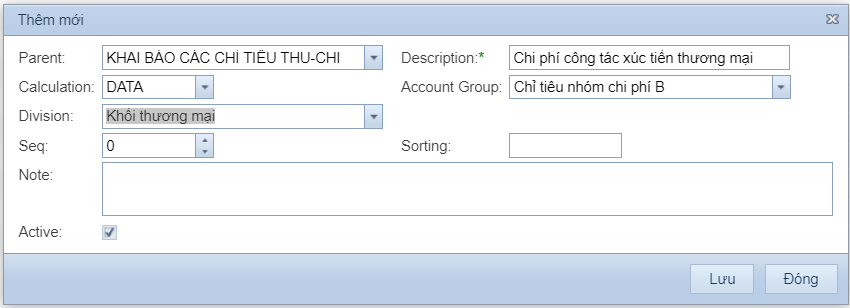 Thêm mới
Parent: KHAI BÁO CÁC CHỈ TIÊU THU-CHI Description:* Chi phí công tác xúc tiến thương mại
Calculation: DATA Account Group: Chỉ tiêu nhóm chi phí B
Division: Khối thương mại
Seq: 0 Sorting:
Note:
Active:
Lưu Đóng